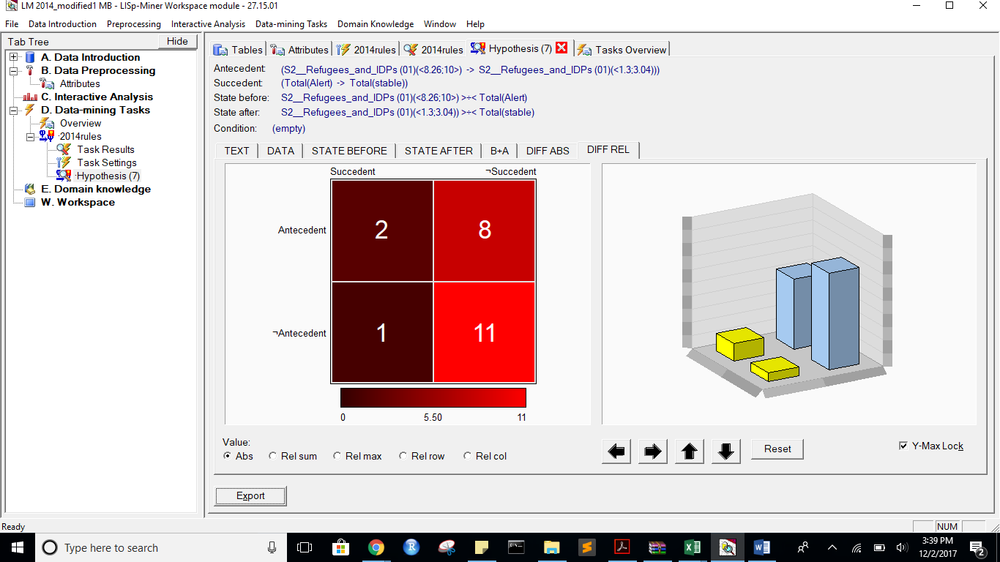 LM 2014_modified1 MB - LISp-Miner Workspace module - 27.15.01
File Data Introduction Preprocessing Interactive Analysis Data-mining Tasks Domain Knowledge Window Help
Tab Tree Hide
A. Data Introduction
B. Data Preprocessing
Attributes
C. Interactive Analysis
D. Data-mining Tasks
Overview
·2014rules
Task Results
Task Settings
·Hypothesis (7)
E. Domain knowledge
W. Workspace
Tables Attributes 2014rules 2014rules Hypothesis (7) Tasks Overview
Antecedent: (S2__Refugees_and_IDPs (01)(<8.26;10>) -> S2__Refugees_and_IDPs (01)(<1.3;3.04)))
Succedent: (Total(Alert) -> Total(stable))
State before: S2__Refugees_and_IDPs (01)(<8.26;10>) >÷< Total(Alert)
State after: S2__Refugees_and_IDPs (01)(<1.3;3.04)) >÷< Total(stable)
Condition: (empty)
TEXT DATA STATE BEFORE STATE AFTER B+A DIFF ABS DIFF REL
Succedent ¬Succedent
Antecedent 2 8
¬Antecedent 1 11
0 5.50 11
Value:
Abs Rel sum Rel max Rel row Rel col
Reset
Y-Max Lock
Export
Ready
NUM
Type here to search
3:39 PM
12/2/2017
2